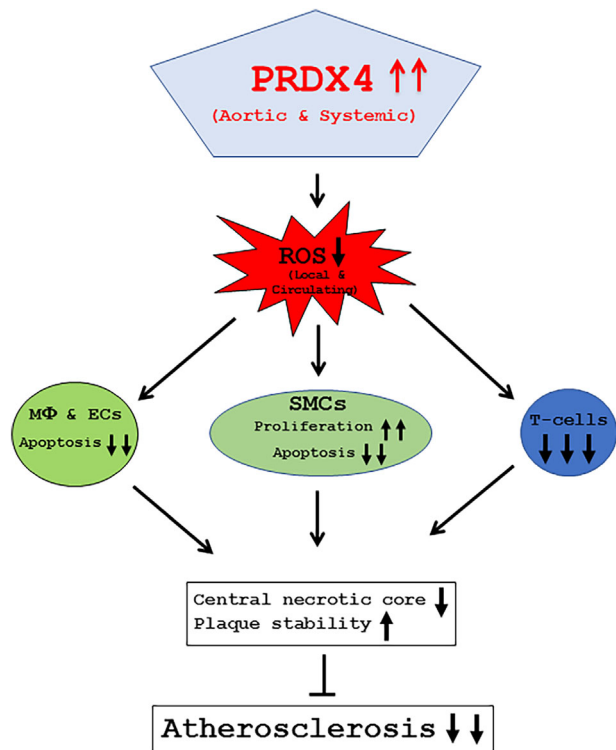 PRDX4 ↑↑
(Aortic & Systemic)
ROS ↓
(Local &
Circulating)
MΦ & ECs
Apoptosis ↓↓
SMCs
Proliferation ↑↑
Apoptosis ↓↓
T-cells
↓↓↓
Central necrotic core ↓
Plaque stability ↑
Atherosclerosis ↓↓